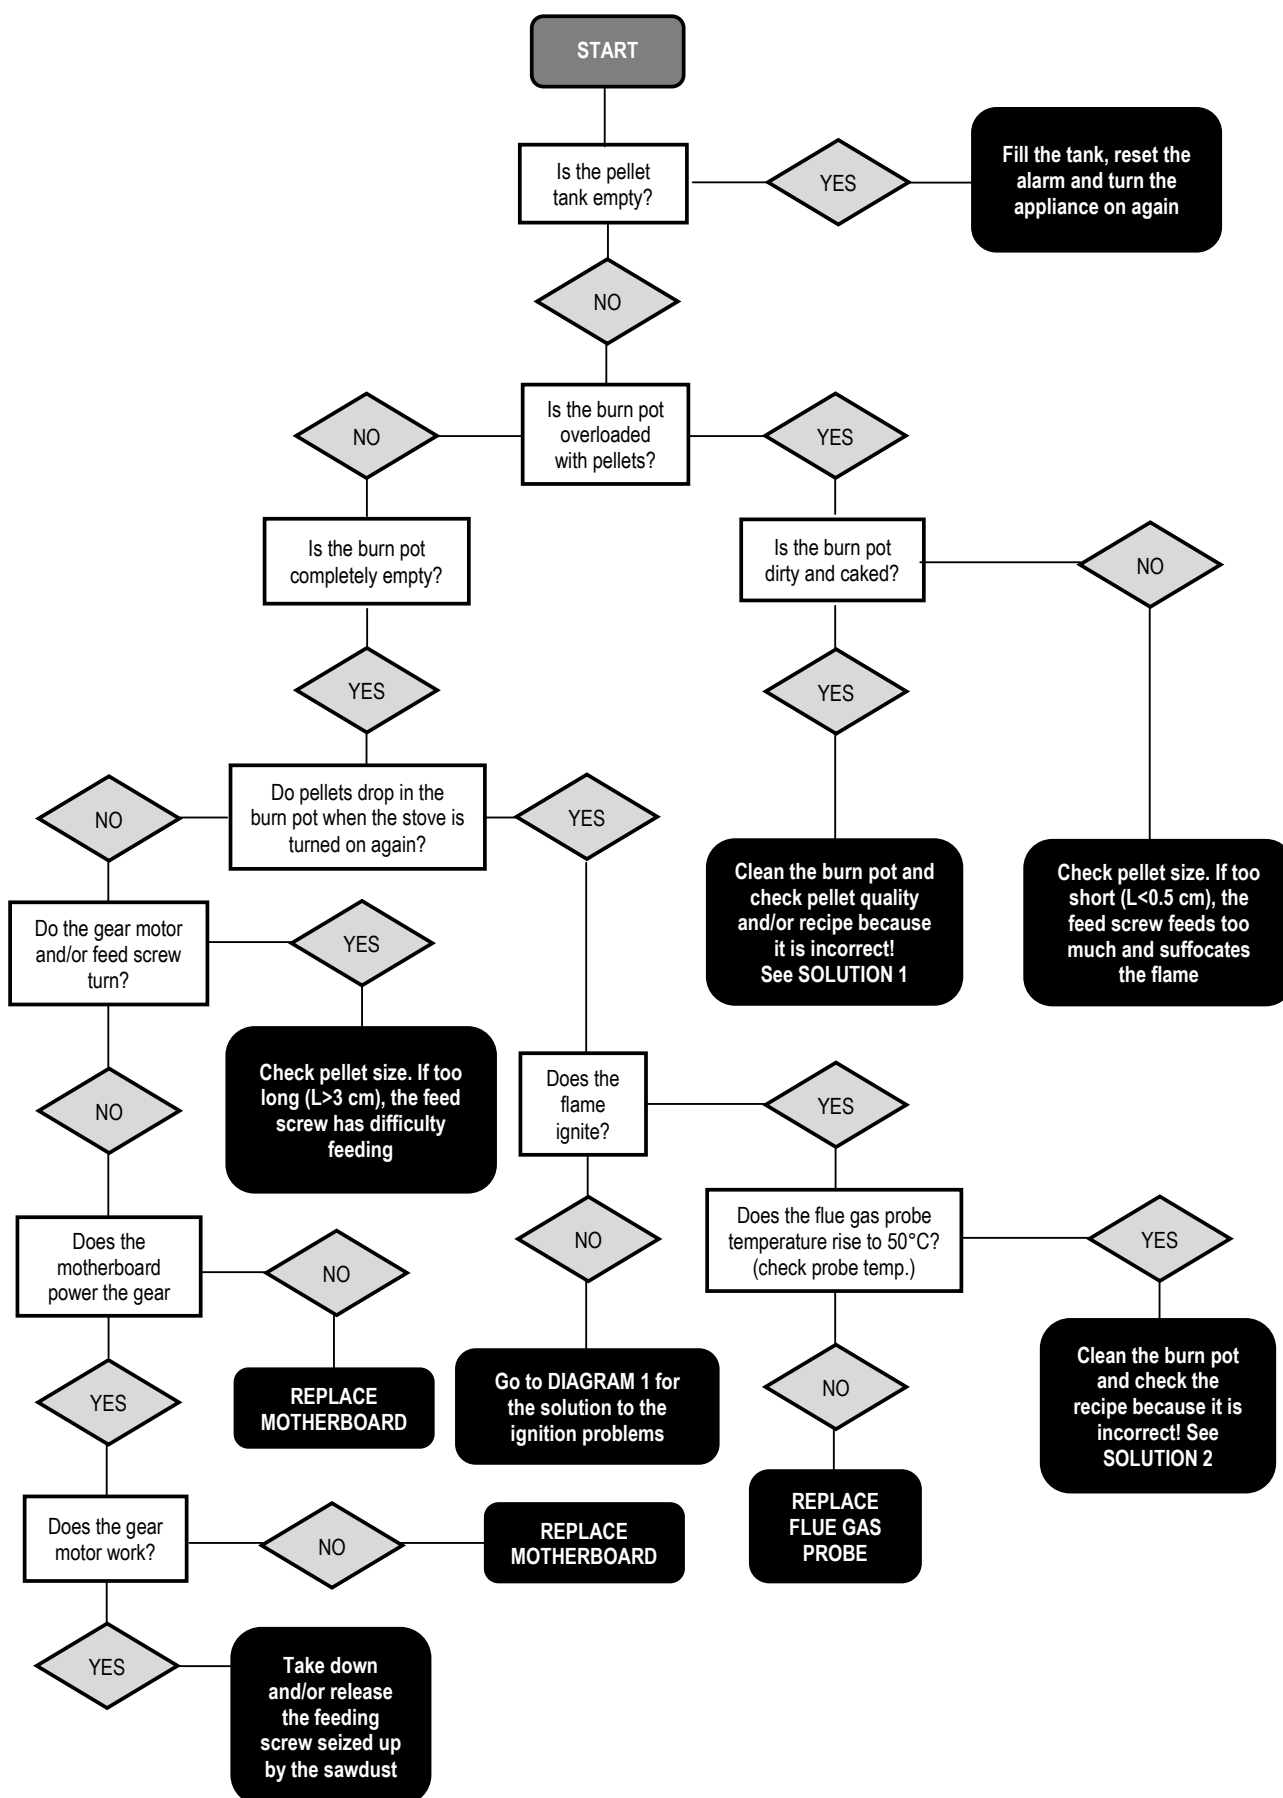 START
Is the pellet
tank empty?
YES
Fill the tank, reset the
alarm and turn the
appliance on again
NO
Is the burn pot
overloaded
with pellets?
NO
YES
Is the burn pot
completely empty?
Is the burn pot
dirty and caked?
NO
YES
YES
Do pellets drop in the
burn pot when the stove is
turned on again?
NO
YES
Clean the burn pot and
check pellet quality
and/or recipe because
it is incorrect!
See SOLUTION 1
Check pellet size. If too
short (L<0.5 cm), the
feed screw feeds too
much and suffocates
the flame
Do the gear motor
and/or feed screw
turn?
YES
Check pellet size. If too
long (L>3 cm), the feed
screw has difficulty
feeding
NO
Does the
flame
ignite?
YES
Does the flue gas probe
temperature rise to 50°C?
(check probe temp.)
YES
NO
Does the
motherboard
power the gear
NO
REPLACE
MOTHERBOARD
Go to DIAGRAM 1 for
the solution to the
ignition problems
Clean the burn pot
and check the
recipe because it is
incorrect! See
SOLUTION 2
YES
NO
REPLACE
FLUE GAS
PROBE
Does the gear
motor work?
NO
REPLACE
MOTHERBOARD
YES
Take down
and/or release
the feeding
screw seized up
by the sawdust